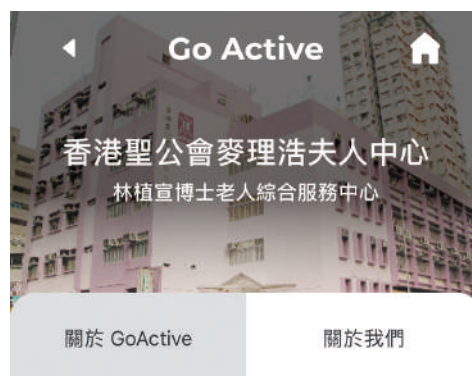 Go Active
香港聖公會麥理浩夫人中心
林植宣博士老人綜合服務中心
關於 GoActive
關於我們